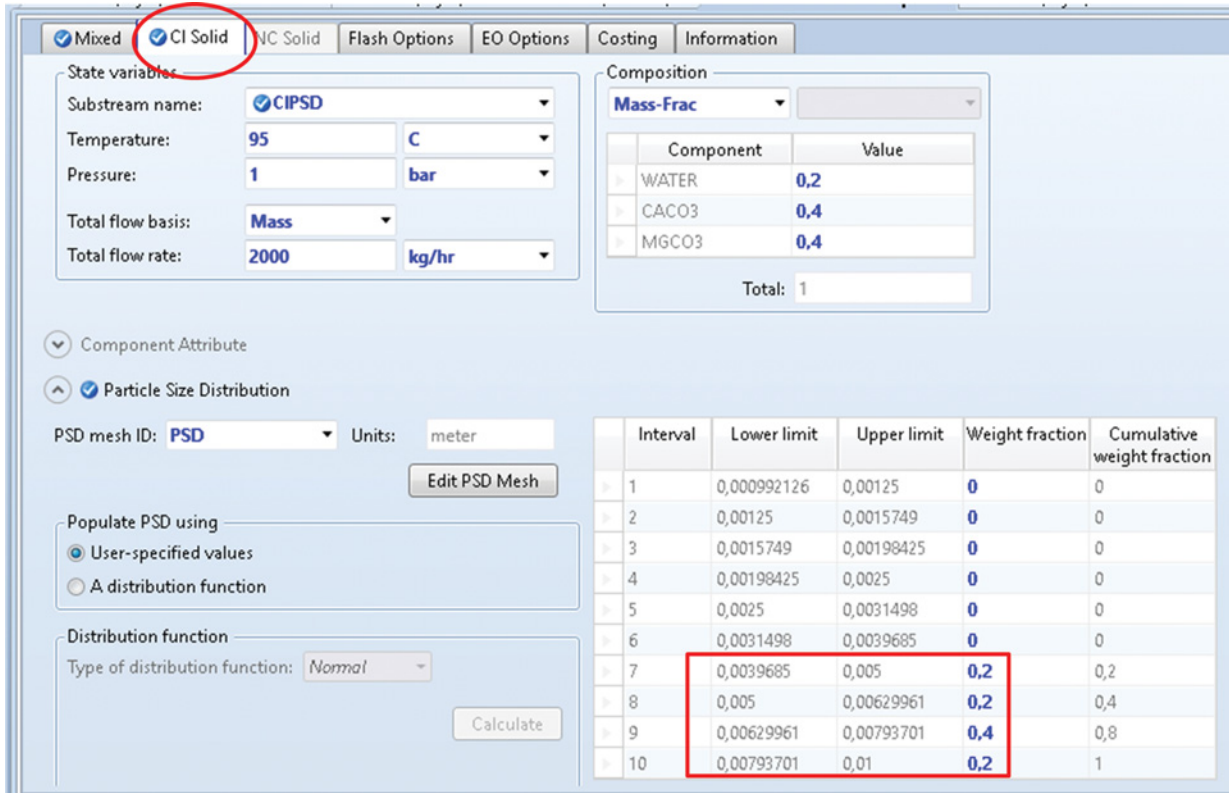 Mixed CI Solid NC Solid Flash Options EO Options Costing Information
State variables
Substream name: CIPSD
Temperature: 95 C
Pressure: 1 bar
Total flow basis: Mass
Total flow rate: 2000 kg/hr
Composition
Mass-Frac
Component Value
WATER 0,2
CACO3 0,4
MGCO3 0,4
Total: 1
Component Attribute
Particle Size Distribution
PSD mesh ID: PSD Units: meter
Edit PSD Mesh
Populate PSD using
User-specified values
A distribution function
Distribution function
Type of distribution function: Normal
Calculate
Interval Lower limit Upper limit Weight fraction Cumulative
weight fraction
1 0,000992126 0,00125 0 0
2 0,00125 0,0015749 0 0
3 0,0015749 0,00198425 0 0
4 0,00198425 0,0025 0 0
5 0,0025 0,0031498 0 0
6 0,0031498 0,0039685 0 0
7 0,0039685 0,005 0,2 0,2
8 0,005 0,00629961 0,2 0,4
9 0,00629961 0,00793701 0,4 0,8
10 0,00793701 0,01 0,2 1